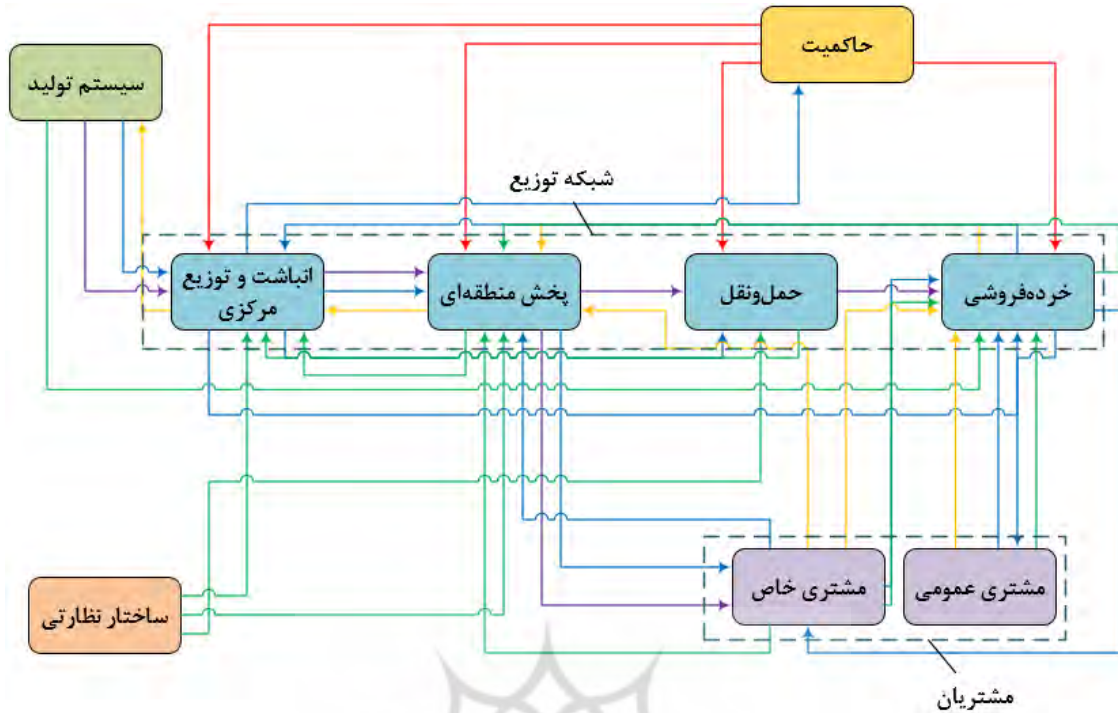 حاکمیت
سیستم تولید
شبکه توزیع
خرده‌فروشی
حمل‌ونقل
پخش منطقه‌ای
انباشت و توزیع
مرکزی
مشتری عمومی
مشتری خاص
ساختار نظارتی
مشتریان